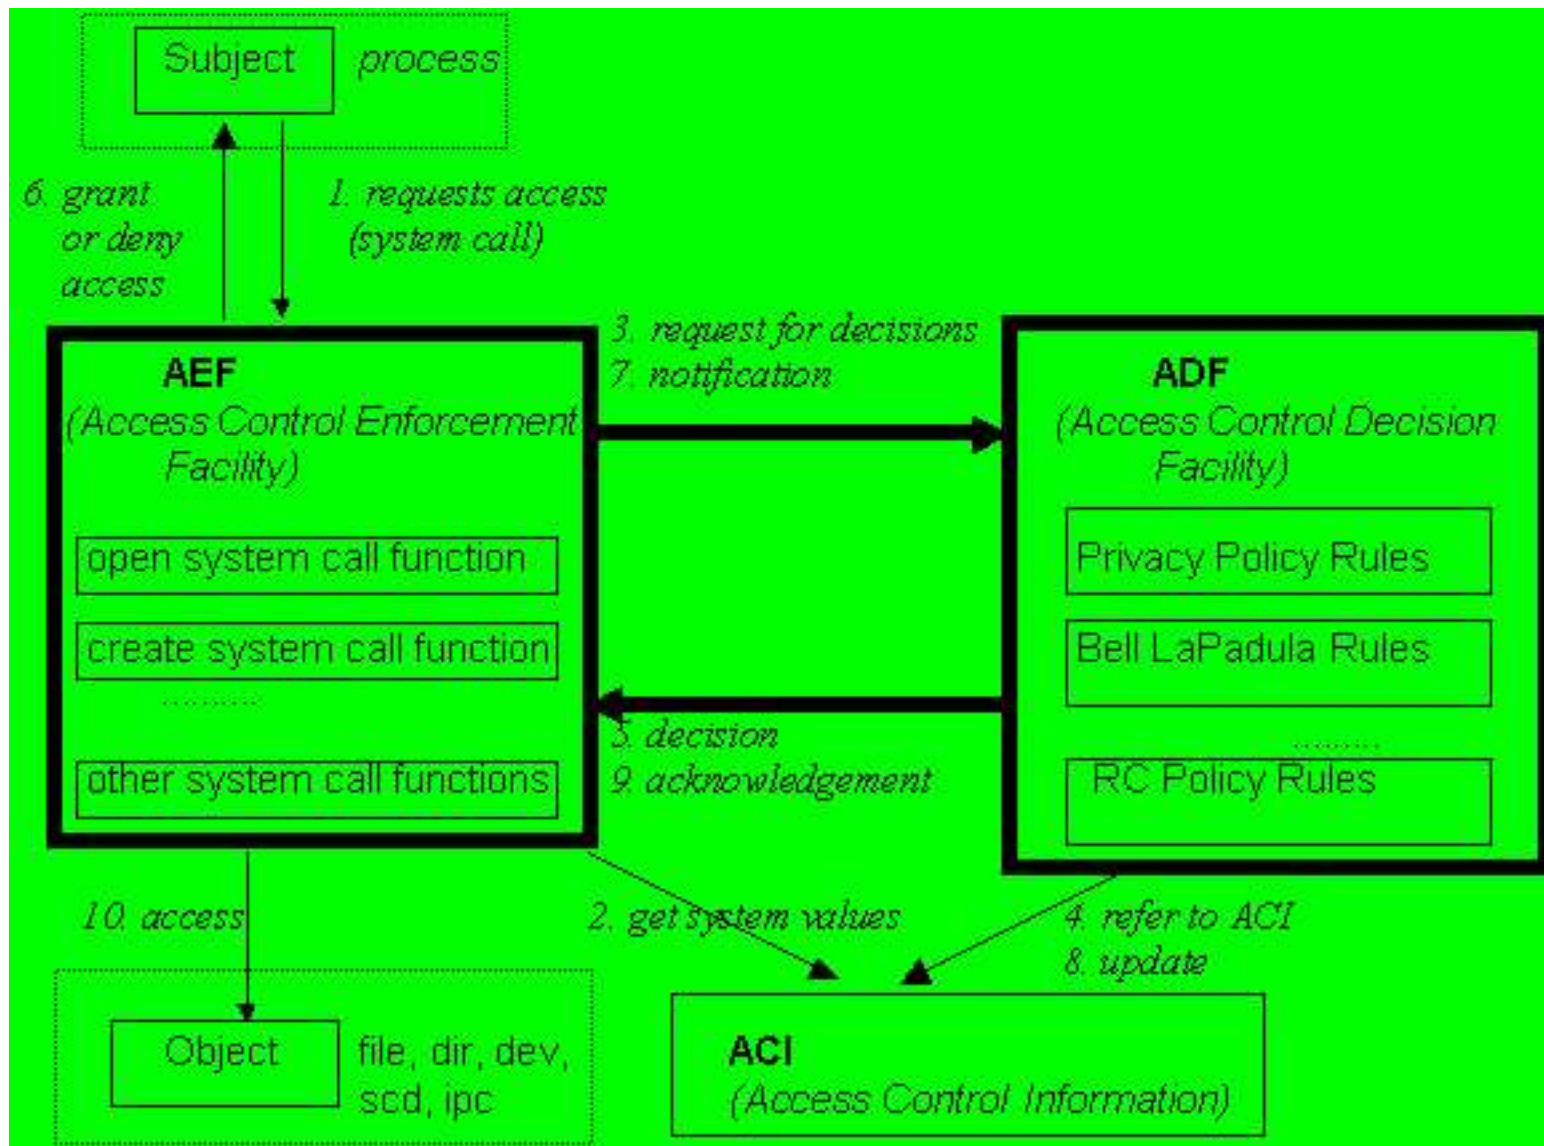 Subject process
6. grant
or deny
access
1. requests access
(system call)
3. request for decisions
7. notification
AEF
(Access Control Enforcement
Facility)
open system call function
create system call function
..........
other system call functions
ADF
(Access Control Decision
Facility)
Privacy Policy Rules
Bell LaPadula Rules
.........
RC Policy Rules
5. decision
9. acknowledgement
10. access
2. get system values
4. refer to ACI
8. update
Object
file, dir, dev,
scd, ipc
ACI
(Access Control Information)